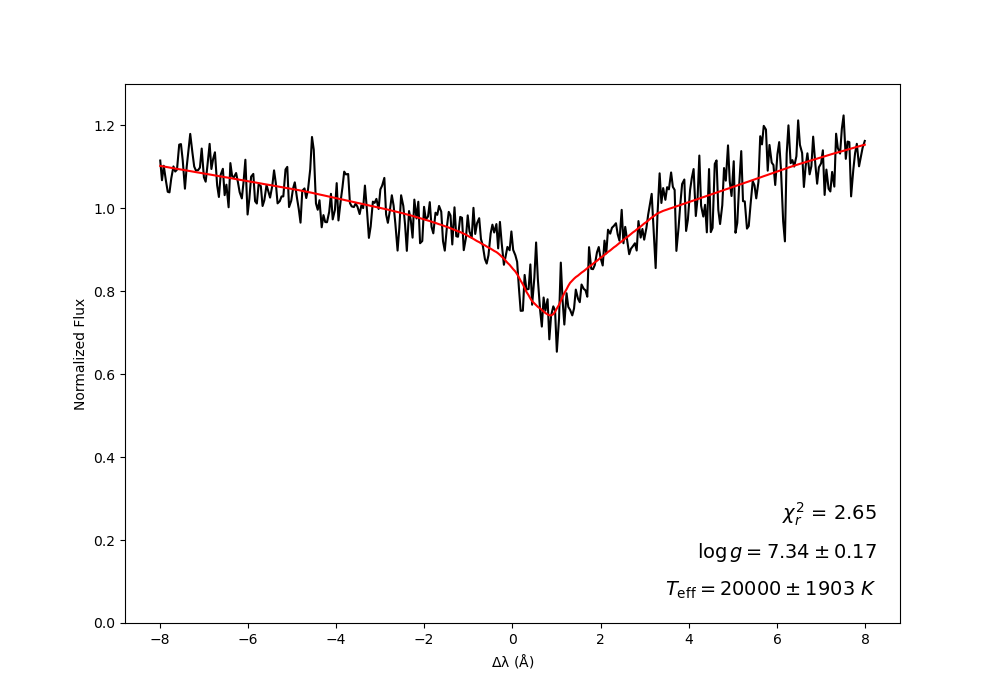 1.2
1.0
0.8
0.6
0.4
0.2
0.0
Normalized Flux
χ²ᵣ = 2.65
log g = 7.34 ± 0.17
T_eff = 20000 ± 1903 K
−8 −6 −4 −2 0 2 4 6 8
Δλ (Å)